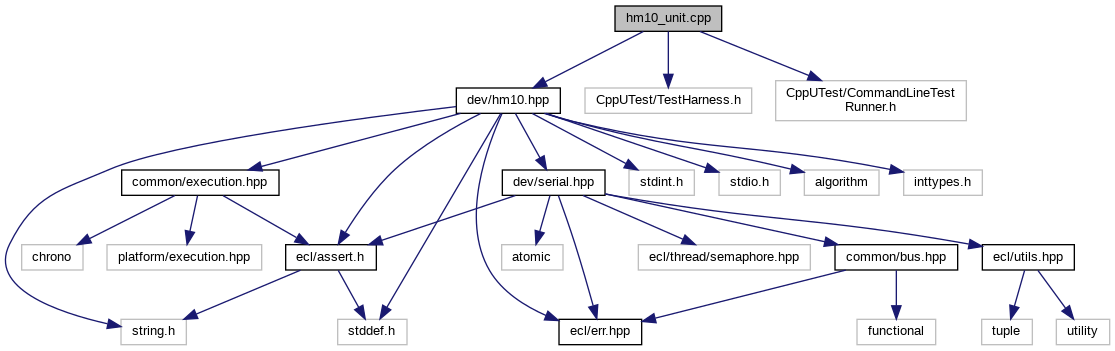 hm10_unit.cpp
dev/hm10.hpp
CppUTest/TestHarness.h
CppUTest/CommandLineTest
Runner.h
common/execution.hpp
dev/serial.hpp
stdint.h
stdio.h
algorithm
inttypes.h
chrono
platform/execution.hpp
ecl/assert.h
atomic
ecl/thread/semaphore.hpp
common/bus.hpp
ecl/utils.hpp
string.h
stddef.h
ecl/err.hpp
functional
tuple
utility